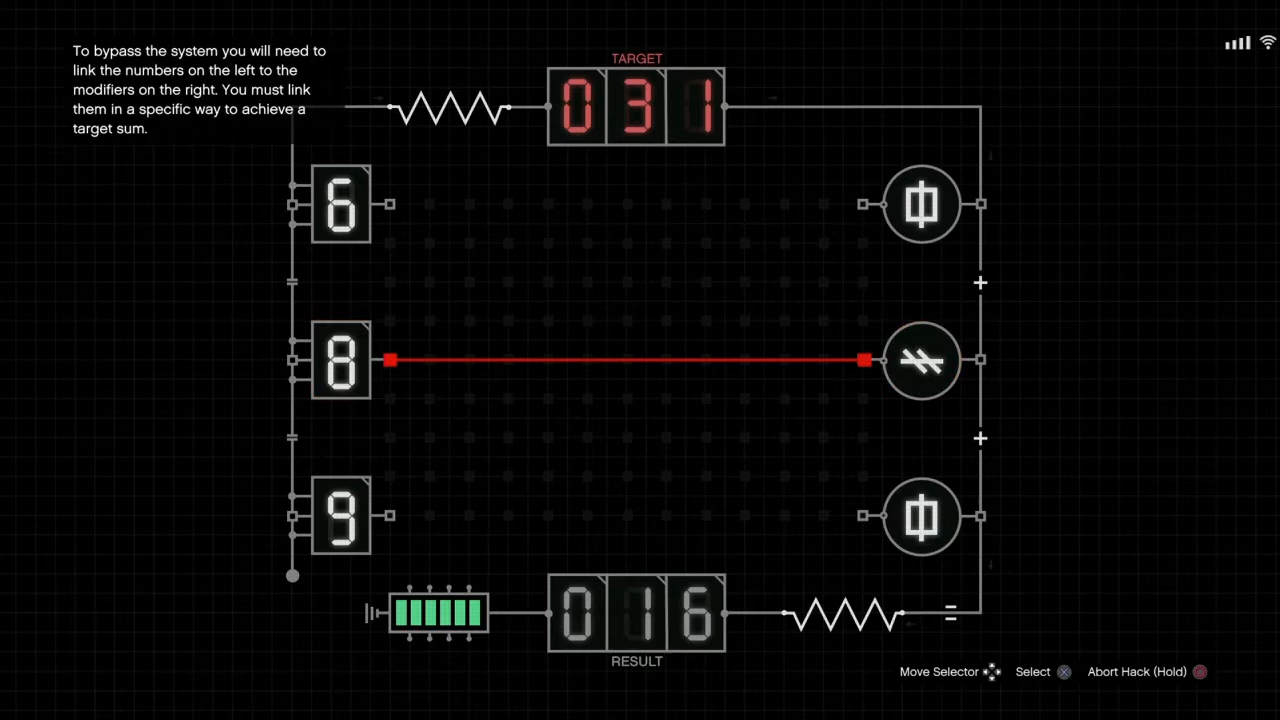 To bypass the system you will need to
link the numbers on the left to the
modifiers on the right. You must link
them in a specific way to achieve a
target sum.
TARGET
031
6
+
8
+
9
016
=
RESULT
Move Selector
Select
Abort Hack (Hold)